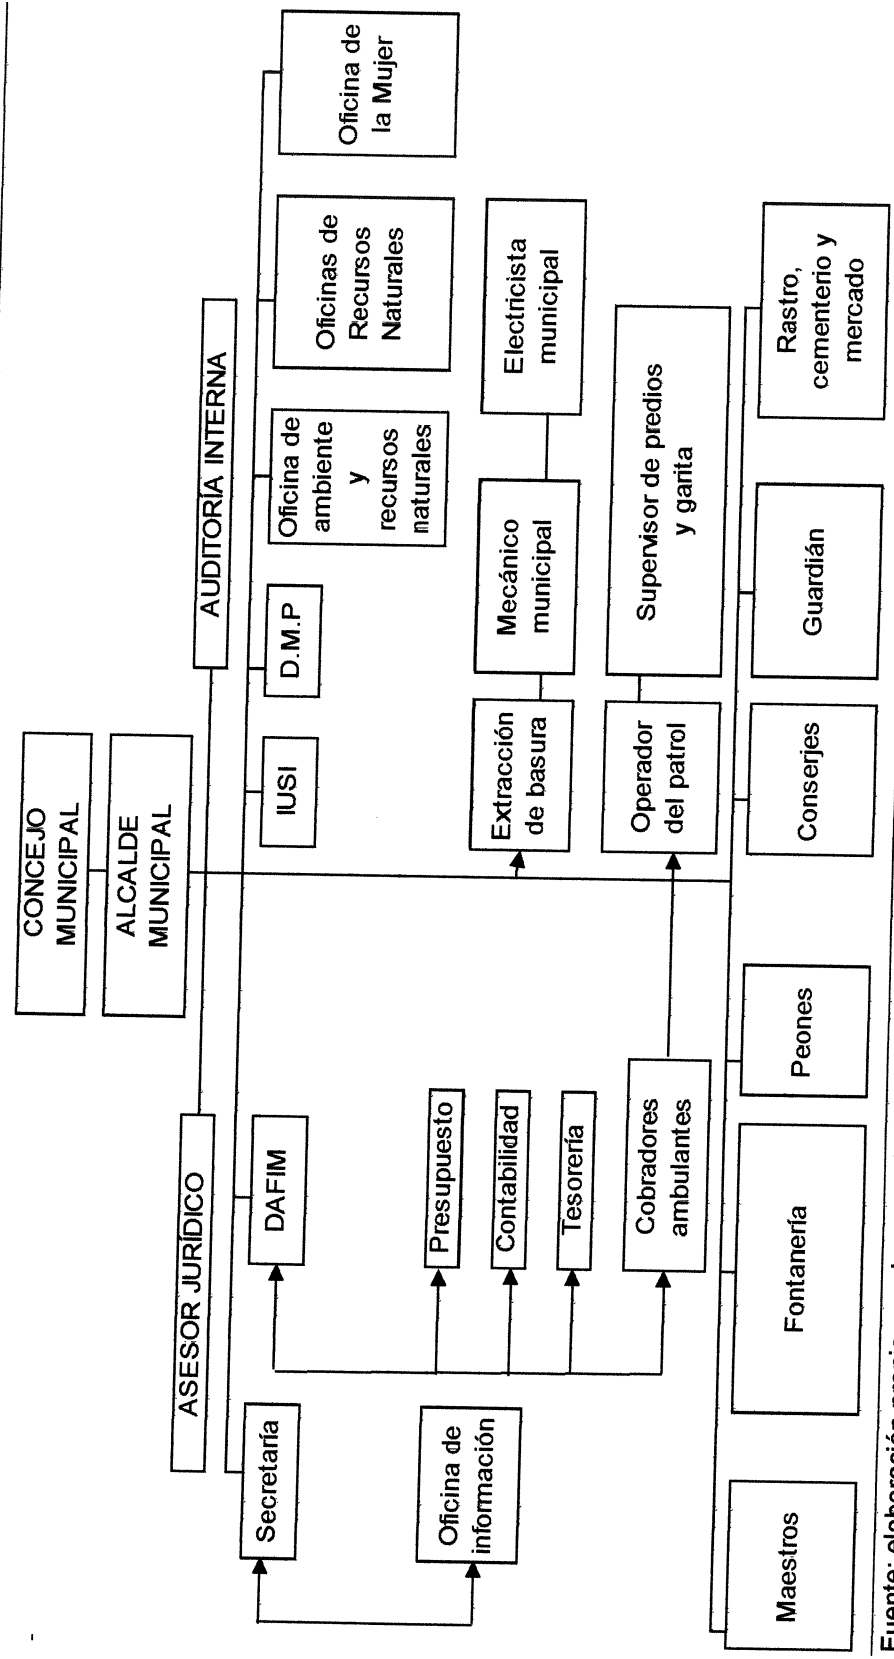 CONCEJO
MUNICIPAL
ALCALDE
MUNICIPAL
ASESOR JURÍDICO
AUDITORÍA INTERNA
Secretaría
DAFIM
IUSI
D.M.P
Oficina de
ambiente
y
recursos
naturales
Oficinas de
Recursos
Naturales
Oficina de
la Mujer
Oficina de
información
Presupuesto
Contabilidad
Tesorería
Cobradores
ambulantes
Extracción
de basura
Mecánico
municipal
Electricista
municipal
Operador
del patrol
Supervisor de predios
y garita
Maestros
Fontanería
Peones
Conserjes
Guardián
Rastro,
cementerio y
mercado
Fuente: elaboración propia